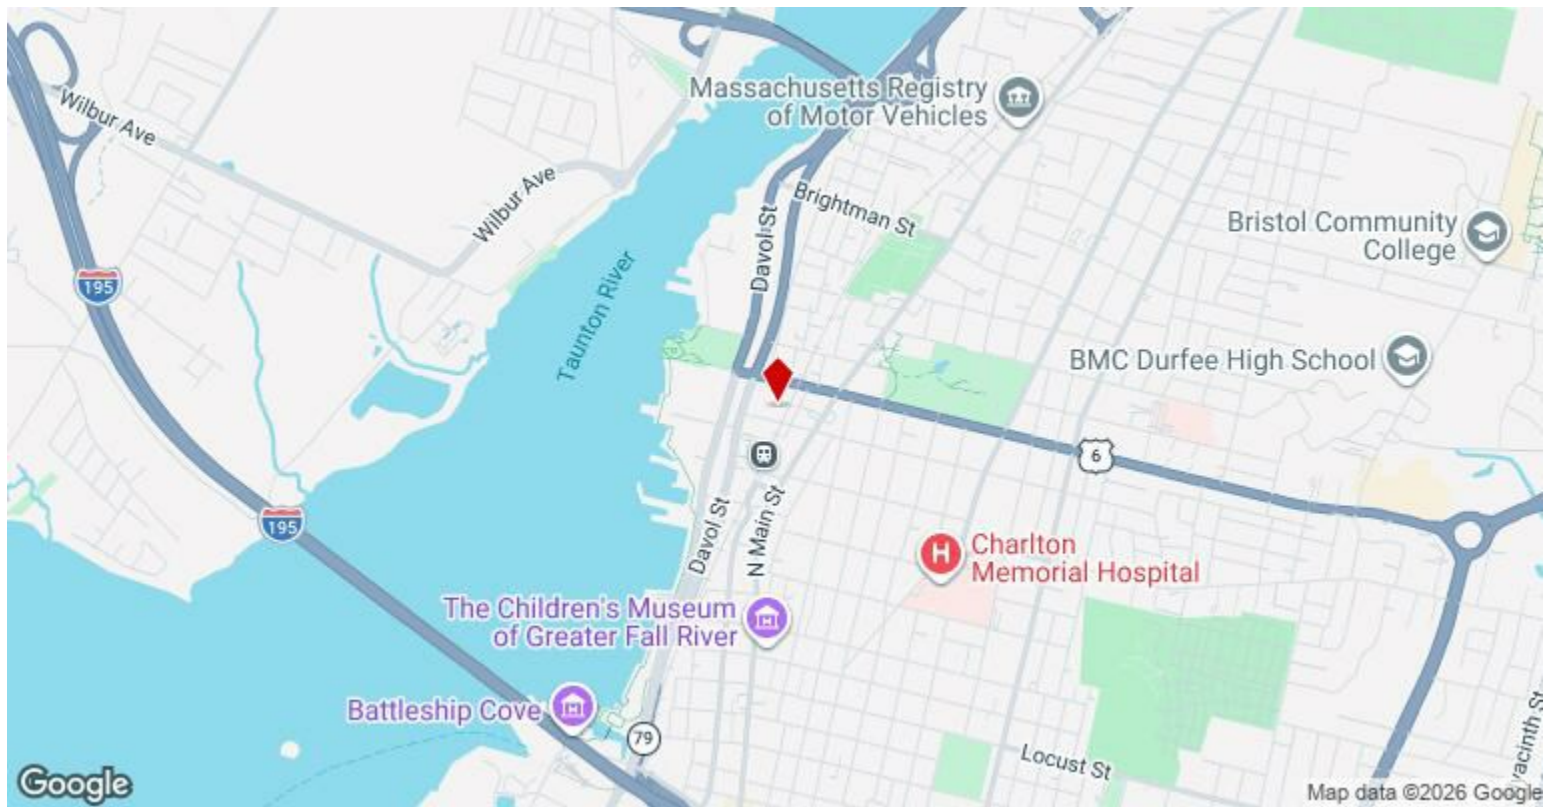 Massachusetts Registry
of Motor Vehicles
Wilbur Ave
Wilbur Ave
Brightman St
Davol St
Bristol Community
College
Taunton River
195
BMC Durfee High School
6
195
Davol St
N Main St
Charlton
Memorial Hospital
H
The Children's Museum
of Greater Fall River
Battleship Cove
79
Locust St
yacinth St
Google
Map data ©2026 Google